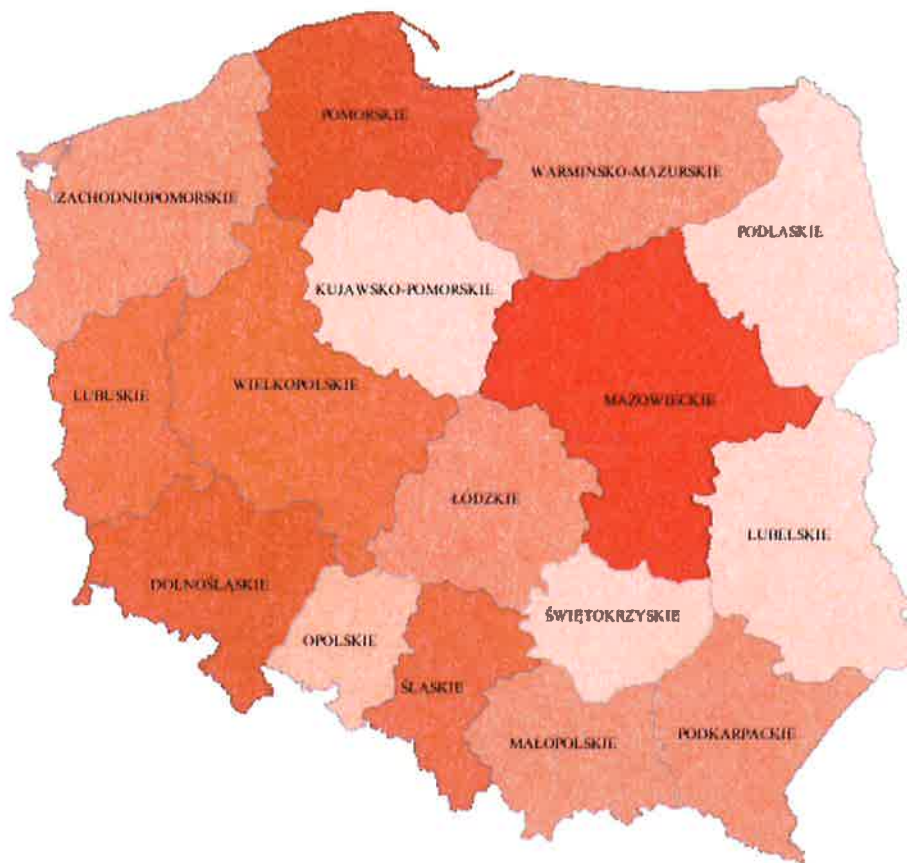 POMORSKIE
WARMIŃSKO-MAZURSKIE
ZACHODNIOPOMORSKIE
PODLASKIE
KUJAWSKO-POMORSKIE
LUBUSKIE
WIELKOPOLSKIE
MAZOWIECKIE
ŁÓDZKIE
LUBELSKIE
DOLNOŚLĄSKIE
ŚWIĘTOKRZYSKIE
OPOLSKIE
ŚLĄSKIE
MAŁOPOLSKIE
PODKARPACKIE